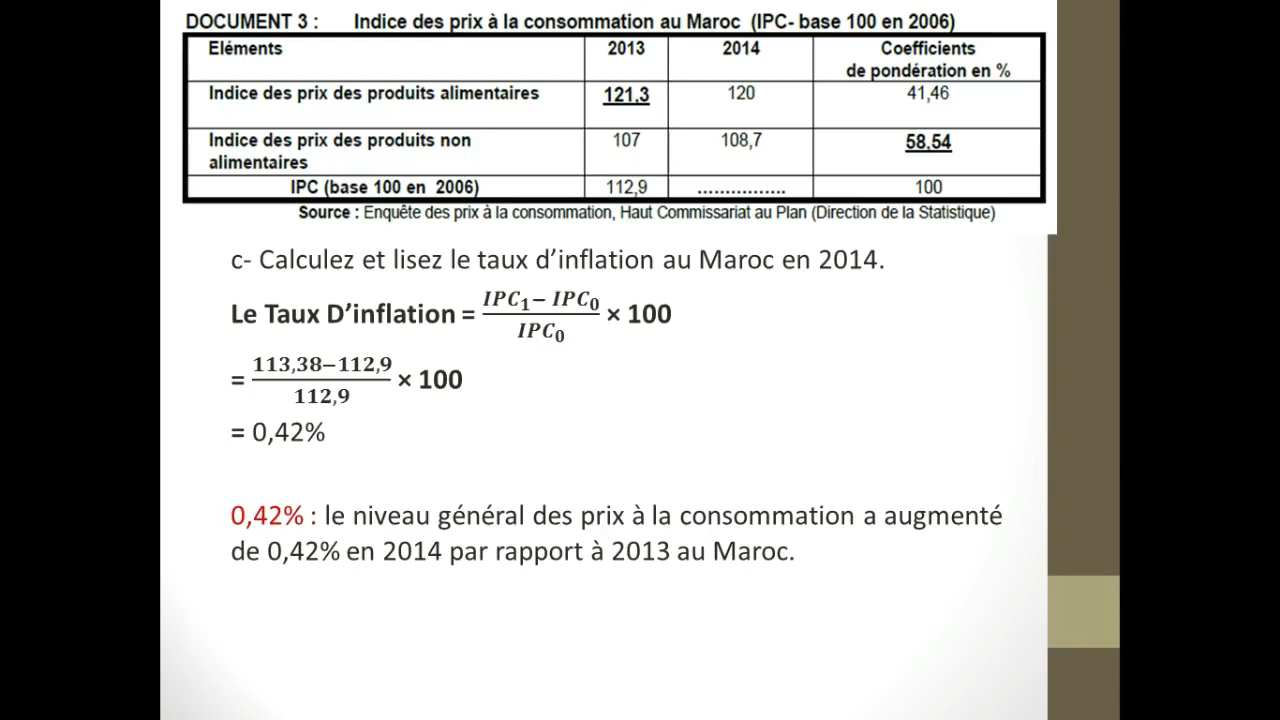 DOCUMENT 3 : Indice des prix à la consommation au Maroc (IPC- base 100 en 2006)
Eléments 2013 2014 Coefficients de pondération en %
Indice des prix des produits alimentaires 121,3 120 41,46
Indice des prix des produits non alimentaires 107 108,7 58,54
IPC (base 100 en 2006) 112,9 ................ 100
Source : Enquête des prix à la consommation, Haut Commissariat au Plan (Direction de la Statistique)
c- Calculez et lisez le taux d’inflation au Maroc en 2014.
Le Taux D’inflation = (IPC₁− IPC₀)/IPC₀ × 100
= (113,38−112,9)/112,9 × 100
= 0,42%
0,42% : le niveau général des prix à la consommation a augmenté
de 0,42% en 2014 par rapport à 2013 au Maroc.